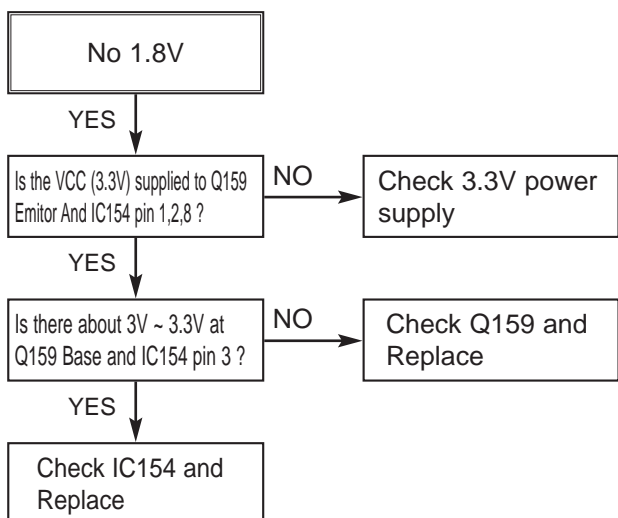 No 1.8V
YES
Is the VCC (3.3V) supplied to Q159
Emitor And IC154 pin 1,2,8 ?
NO
Check 3.3V power
supply
YES
Is there about 3V ~ 3.3V at
Q159 Base and IC154 pin 3 ?
NO
Check Q159 and
Replace
YES
Check IC154 and
Replace